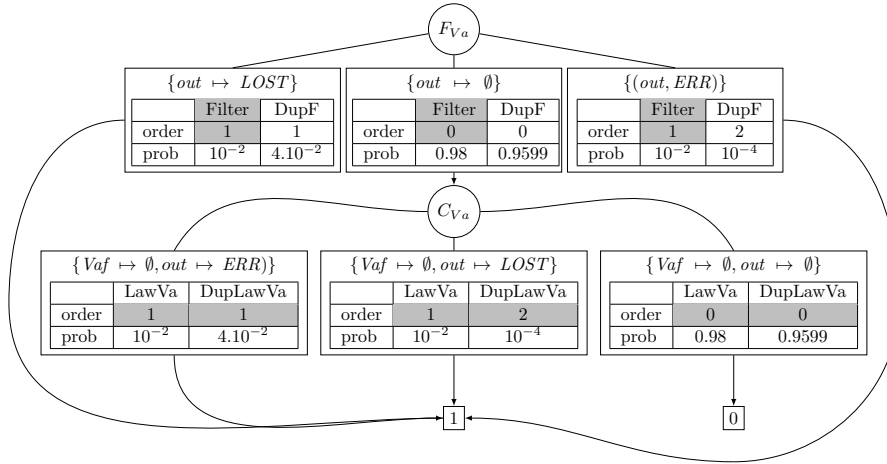 F_{Va}
{out ↦ LOST} {out ↦ ∅} {(out, ERR)}
Filter DupF Filter DupF Filter DupF
order 1 1 order 0 0 order 1 2
prob 10^{-2} 4.10^{-2} prob 0.98 0.9599 prob 10^{-2} 10^{-4}
C_{Va}
{Vaf ↦ ∅, out ↦ ERR)} {Vaf ↦ ∅, out ↦ LOST} {Vaf ↦ ∅, out ↦ ∅}
LawVa DupLawVa LawVa DupLawVa LawVa DupLawVa
order 1 1 order 1 2 order 0 0
prob 10^{-2} 4.10^{-2} prob 10^{-2} 10^{-4} prob 0.98 0.9599
1 0